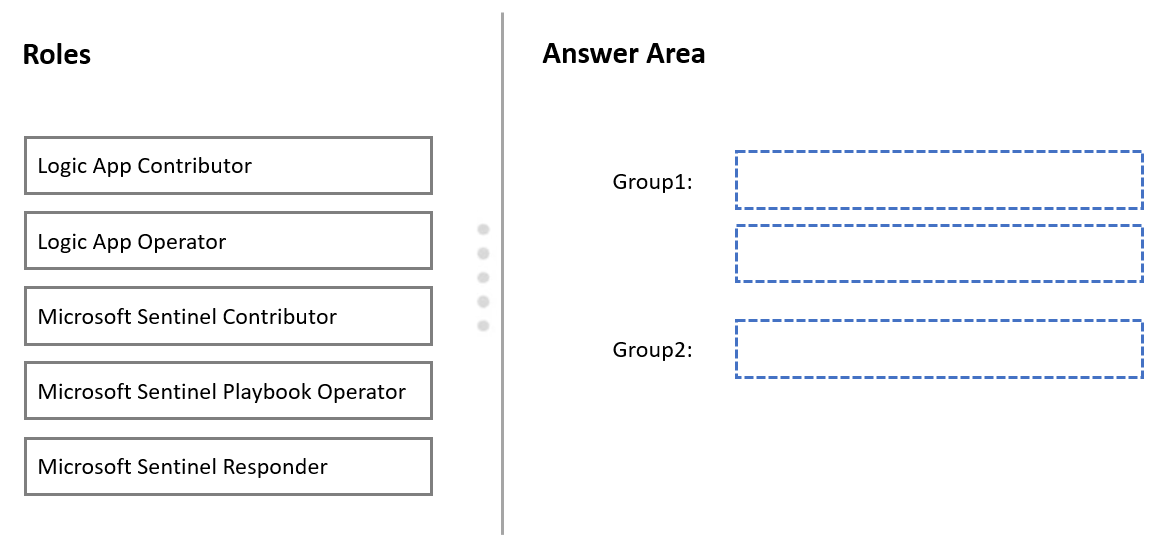 Roles
Logic App Contributor
Logic App Operator
Microsoft Sentinel Contributor
Microsoft Sentinel Playbook Operator
Microsoft Sentinel Responder
Answer Area
Group1:
Group2: